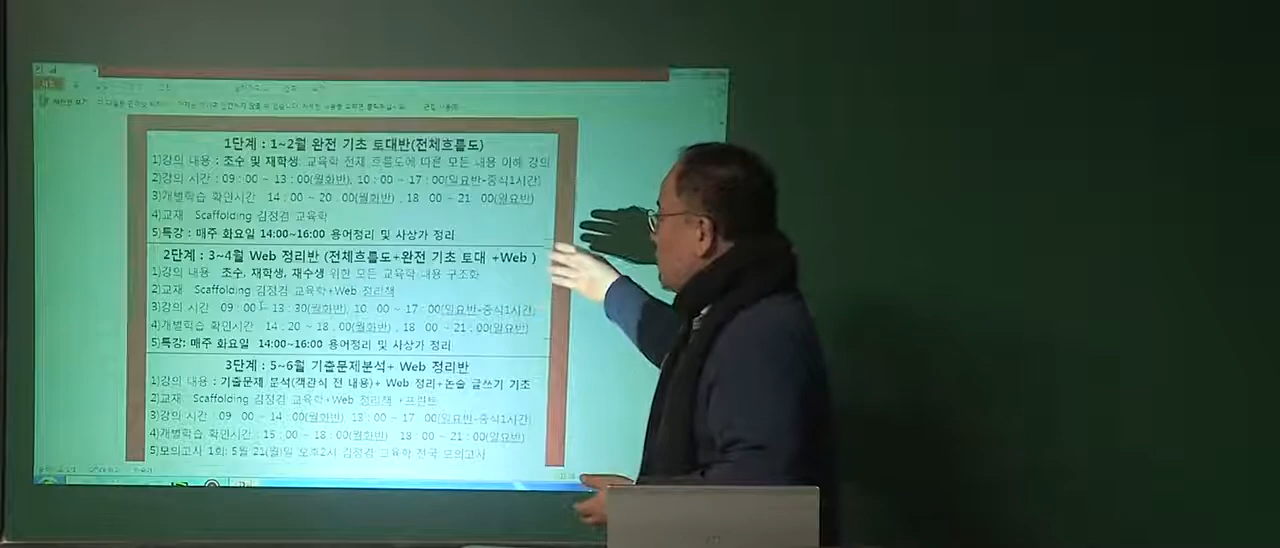 1단계 : 1~2월 완전 기초 토대반(전체흐름도)
1)강의 내용 : 초수 및 재학생, 교육학 전체 흐름도에 따른 모든 내용 이해 강의
2)강의 시간 : 09 : 00 ~ 13 : 00(월화반), 10 : 00 ~ 17 : 00(일요반-중식1시간)
3)개별학습 확인시간 14 : 00 ~ 20 : 00(월화반), 18 : 00 ~ 21 : 00(일요반)
4)교재 Scaffolding 김정겸 교육학
5)특강 : 매주 화요일 14:00~16:00 용어정리 및 사상가 정리
2단계 : 3~4월 Web 정리반 (전체흐름도+완전 기초 토대 +Web )
1)강의 내용 조수, 재학생, 재수생 위한 모든 교육학 내용 구조화
2)교재 Scaffolding 김정겸 교육학+Web 정리책
3)강의 시간 09 : 00 ~ 13 : 30(월화반), 10 : 00 ~ 17 : 00(일요반-중식1시간)
4)개별학습 확인시간 14 : 20 ~ 18 : 00(월화반) , 18 : 00 ~ 21 : 00(일요반)
5)특강: 매주 화요일 14:00~16:00 용어정리 및 사상가 정리
3단계 : 5~6월 기출문제분석+ Web 정리반
1)강의 내용 : 기출문제 분석(객관식 전 내용)+ Web 정리+논술 글쓰기 기초
2)교재 Scaffolding 김정겸 교육학+Web 정리책 +프린트
3)강의 시간 : 09 : 00 ~ 14 : 00(월화반), 13 : 00 ~ 17 : 00(일요반-중식1시간)
4)개별학습 확인시간 : 15 : 00 ~ 18 : 00(월화반) 18 : 00 ~ 21 : 00(일요반)
5)모의고사 1회: 5월 21(월)일 오후2시 김정겸 교육학 전국 모의고사